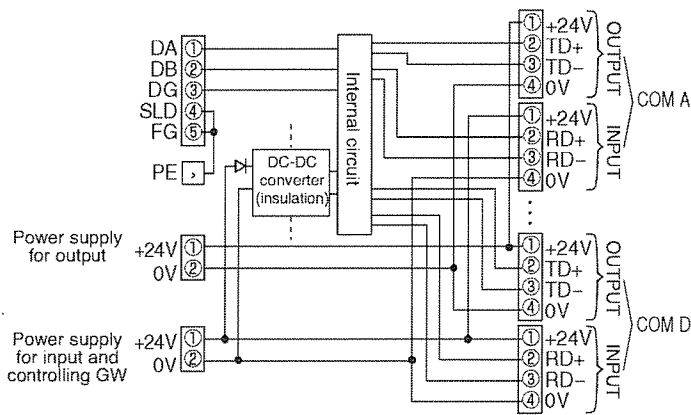 DA ①
DB ②
DG ③
SLD ④
FG ⑤
PE
DC-DC
converter
(insulation)
Internal circuit
① +24V
② TD+
③ TD−
④ 0V
OUTPUT
① +24V
② RD+
③ RD−
④ 0V
INPUT
COM A
Power supply
for output
+24V ①
0V ②
Power supply
for input and
controlling GW
+24V ①
0V ②
① +24V
② TD+
③ TD−
④ 0V
OUTPUT
① +24V
② RD+
③ RD−
④ 0V
INPUT
COM D